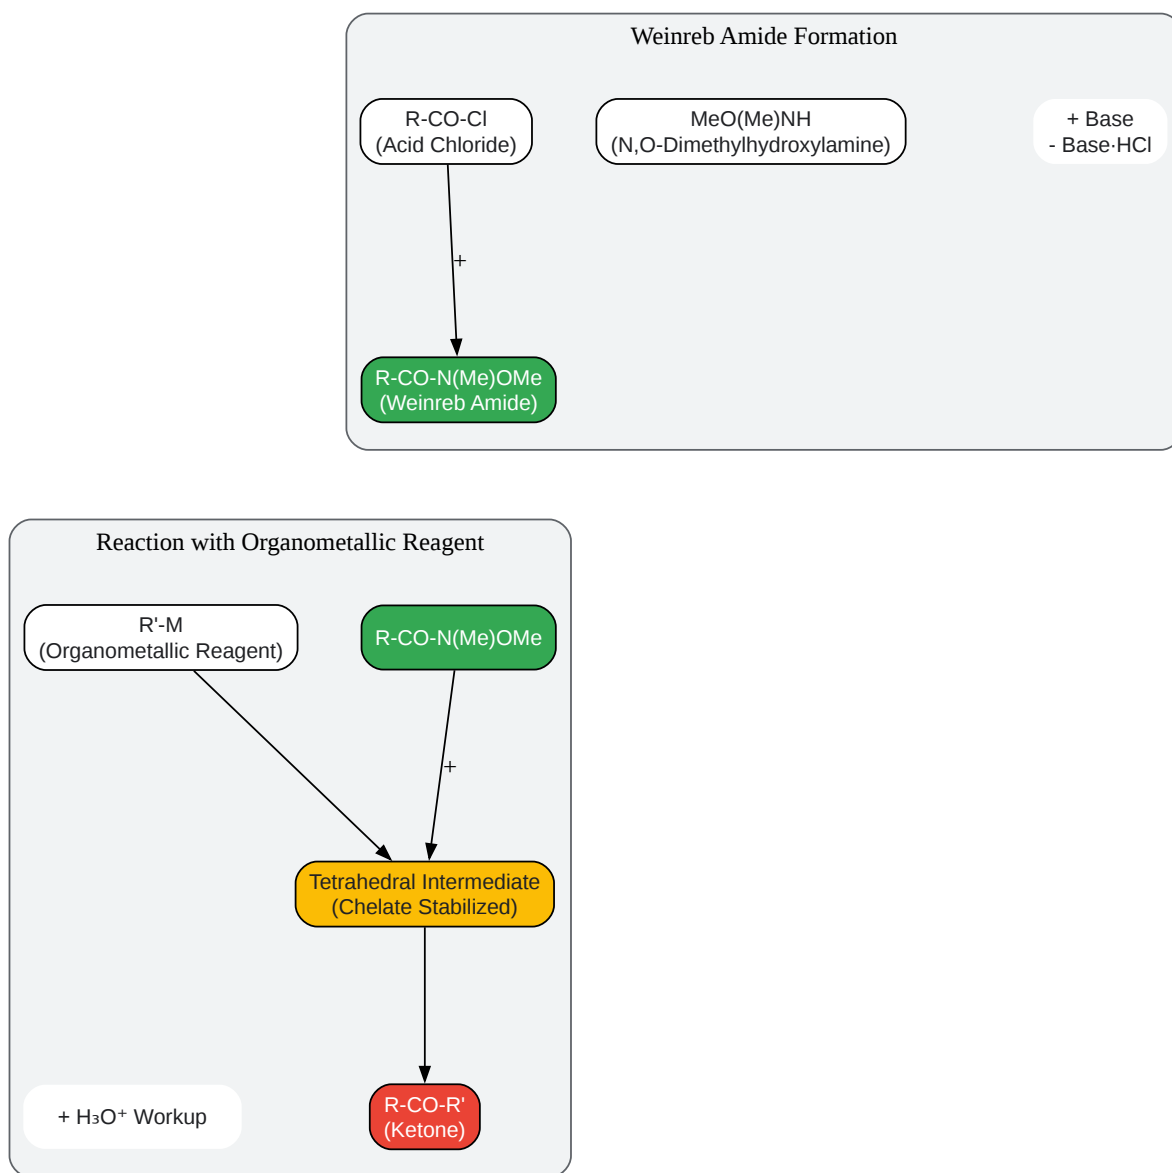 Weinreb Amide Formation
R-CO-Cl
(Acid Chloride)
MeO(Me)NH
(N,O-Dimethylhydroxylamine)
+ Base
- Base·HCl
+
R-CO-N(Me)OMe
(Weinreb Amide)
Reaction with Organometallic Reagent
R'-M
(Organometallic Reagent)
R-CO-N(Me)OMe
+
Tetrahedral Intermediate
(Chelate Stabilized)
+ H₃O⁺ Workup
R-CO-R'
(Ketone)